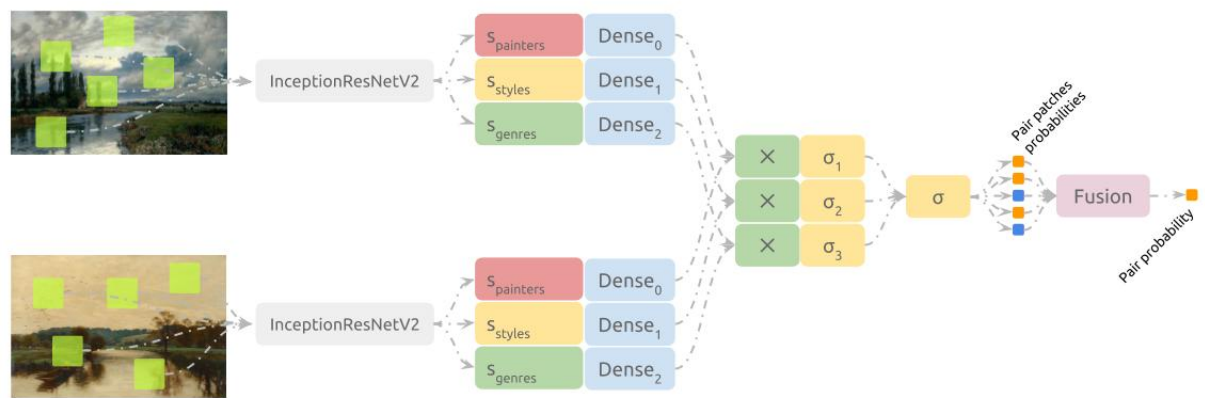 InceptionResNetV2
s_painters Dense_0
s_styles Dense_1
s_genres Dense_2
× σ_1
× σ_2
× σ_3
σ
Pair patches
probabilities
Fusion
Pair probability
InceptionResNetV2
s_painters Dense_0
s_styles Dense_1
s_genres Dense_2